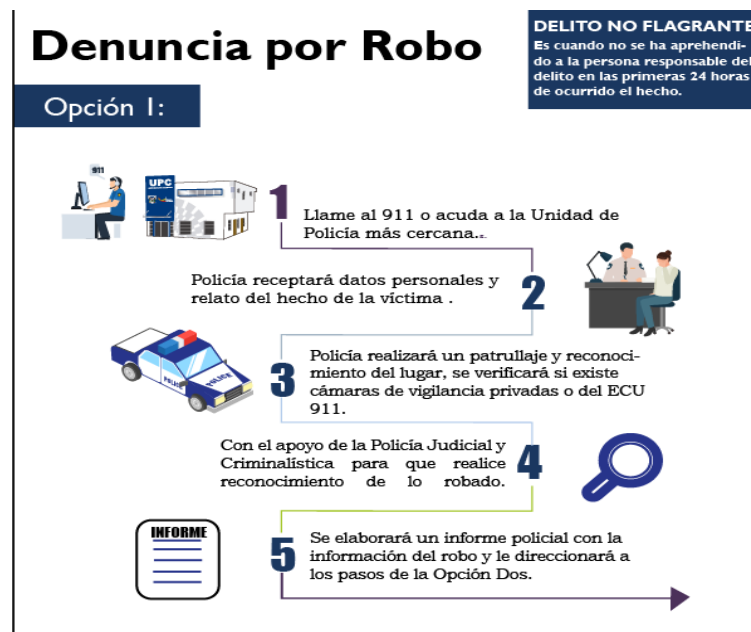 Denuncia por Robo
DELITO NO FLAGRANTE
Es cuando no se ha aprehendi-
do a la persona responsable del
delito en las primeras 24 horas
de ocurrido el hecho.
Opción 1:
911
UPC
1
Llame al 911 o acuda a la Unidad de
Policía más cercana..
Policía receptará datos personales y
relato del hecho de la víctima .
2
POLICE
POLICE
3
Policía realizará un patrullaje y reconoci-
miento del lugar, se verificará si existe
cámaras de vigilancia privadas o del ECU
911.
Con el apoyo de la Policía Judicial y
Criminalística para que realice
reconocimiento de lo robado.
4
INFORME
5
Se elaborará un informe policial con la
información del robo y le direccionará a
los pasos de la Opción Dos.